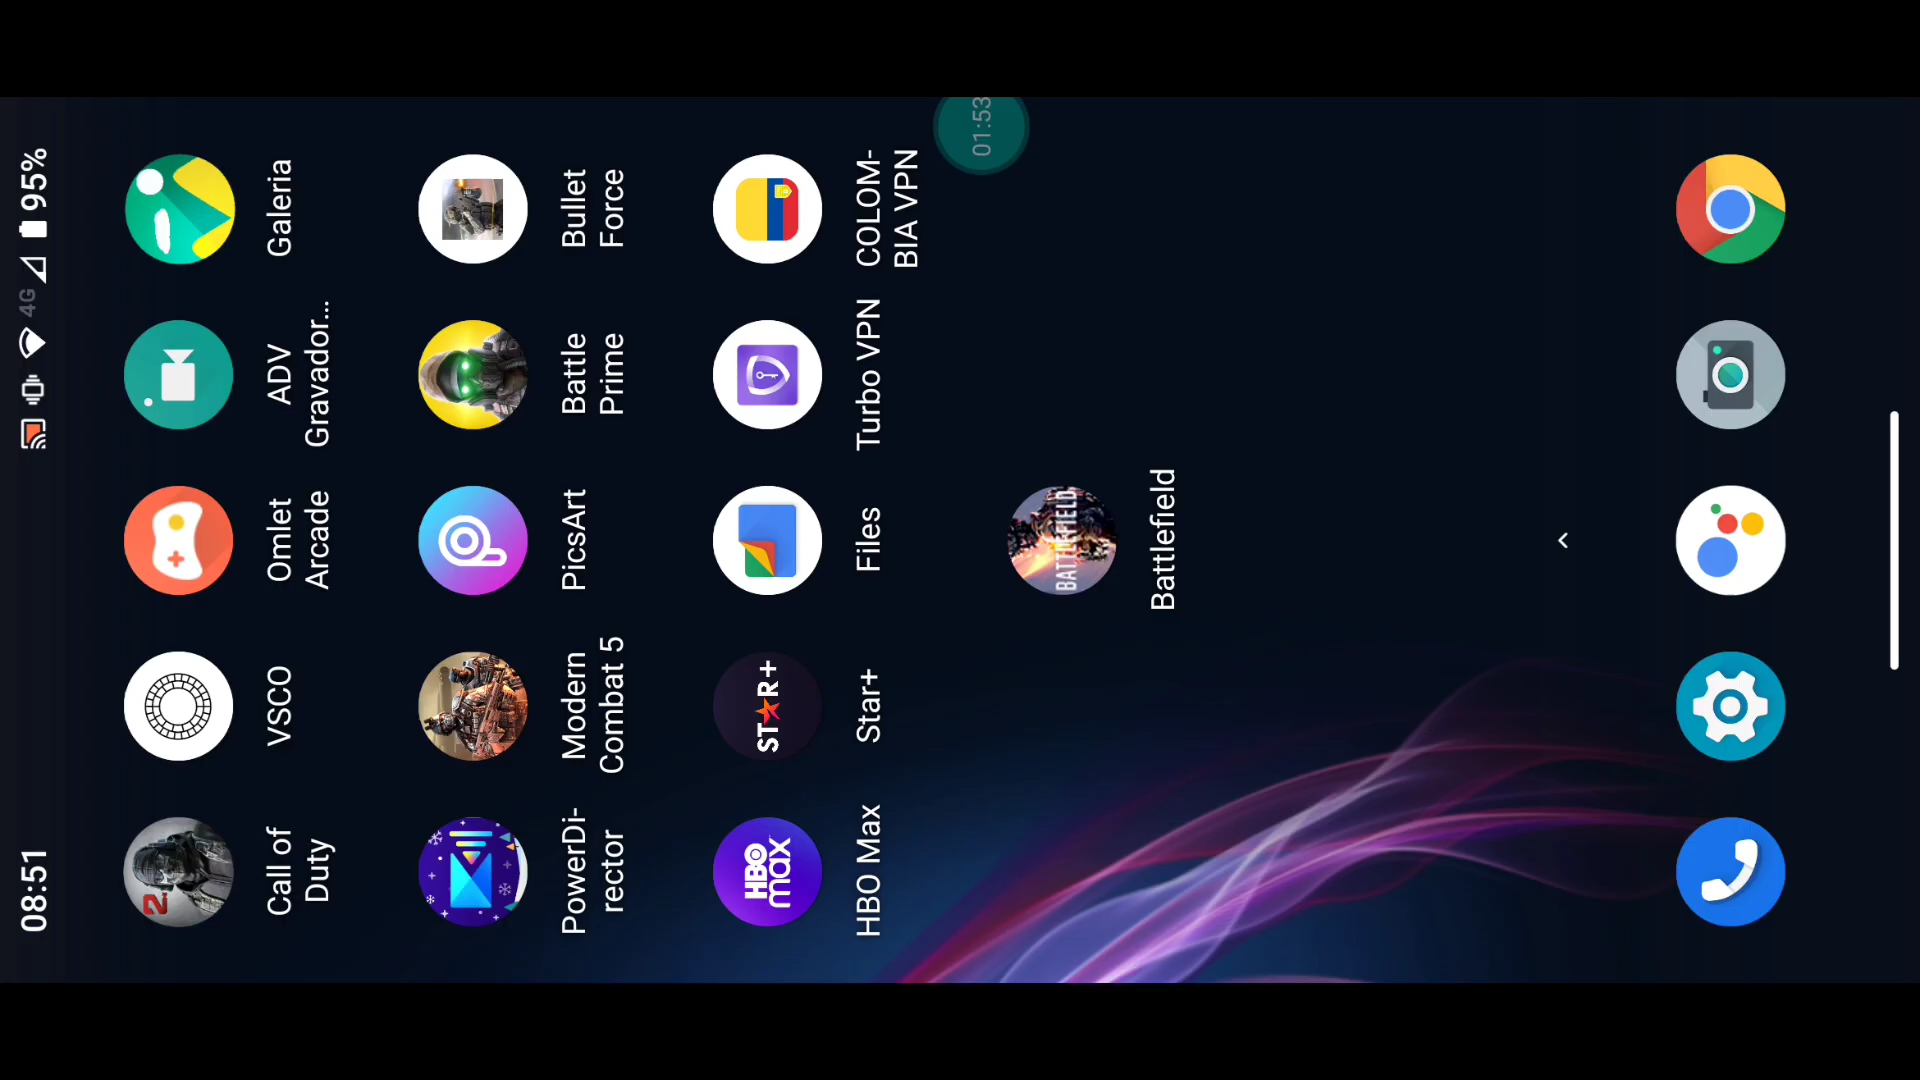 08:51
4G
95%
2
Call of
Duty
VSCO
Omlet
Arcade
ADV
Gravador...
Galeria
PowerDi-
rector
Modern
Combat 5
PicsArt
Battle
Prime
Bullet
Force
HBO
max
HBO Max
STAR+
Star+
Files
Turbo VPN
COLOM-
BIA VPN
01:53
BATTLEFIELD
Battlefield